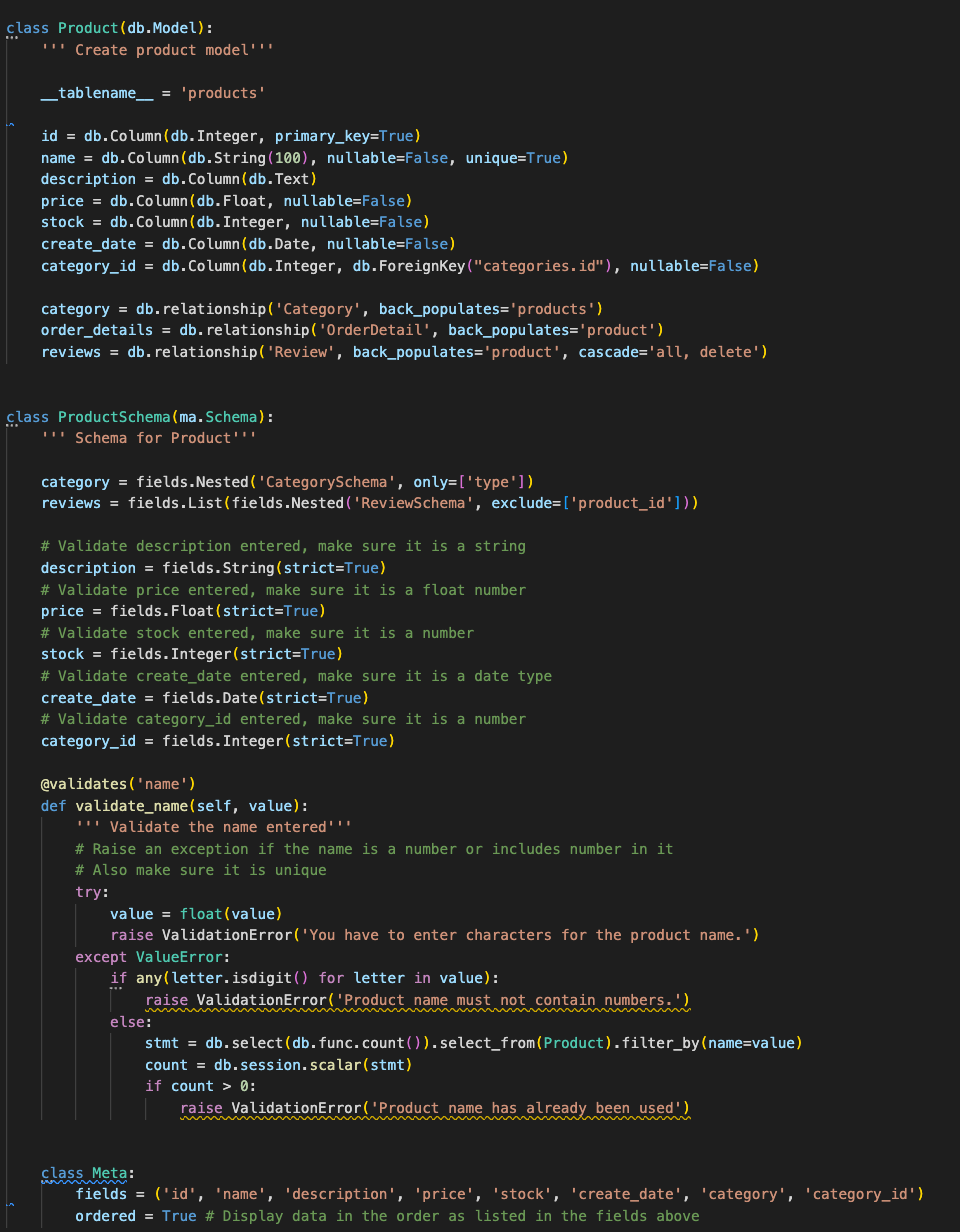 class Product(db.Model):
    ''' Create product model'''
    __tablename__ = 'products'
    id = db.Column(db.Integer, primary_key=True)
    name = db.Column(db.String(100), nullable=False, unique=True)
    description = db.Column(db.Text)
    price = db.Column(db.Float, nullable=False)
    stock = db.Column(db.Integer, nullable=False)
    create_date = db.Column(db.Date, nullable=False)
    category_id = db.Column(db.Integer, db.ForeignKey("categories.id"), nullable=False)
    category = db.relationship('Category', back_populates='products')
    order_details = db.relationship('OrderDetail', back_populates='product')
    reviews = db.relationship('Review', back_populates='product', cascade='all, delete')
class ProductSchema(ma.Schema):
    ''' Schema for Product'''
    category = fields.Nested('CategorySchema', only=['type'])
    reviews = fields.List(fields.Nested('ReviewSchema', exclude=['product_id']))
    # Validate description entered, make sure it is a string
    description = fields.String(strict=True)
    # Validate price entered, make sure it is a float number
    price = fields.Float(strict=True)
    # Validate stock entered, make sure it is a number
    stock = fields.Integer(strict=True)
    # Validate create_date entered, make sure it is a date type
    create_date = fields.Date(strict=True)
    # Validate category_id entered, make sure it is a number
    category_id = fields.Integer(strict=True)
    @validates('name')
    def validate_name(self, value):
        ''' Validate the name entered'''
        # Raise an exception if the name is a number or includes number in it
        # Also make sure it is unique
        try:
            value = float(value)
            raise ValidationError('You have to enter characters for the product name.')
        except ValueError:
            if any(letter.isdigit() for letter in value):
                raise ValidationError('Product name must not contain numbers.')
            else:
                stmt = db.select(db.func.count()).select_from(Product).filter_by(name=value)
                count = db.session.scalar(stmt)
                if count > 0:
                    raise ValidationError('Product name has already been used')
    class Meta:
        fields = ('id', 'name', 'description', 'price', 'stock', 'create_date', 'category', 'category_id')
        ordered = True # Display data in the order as listed in the fields above